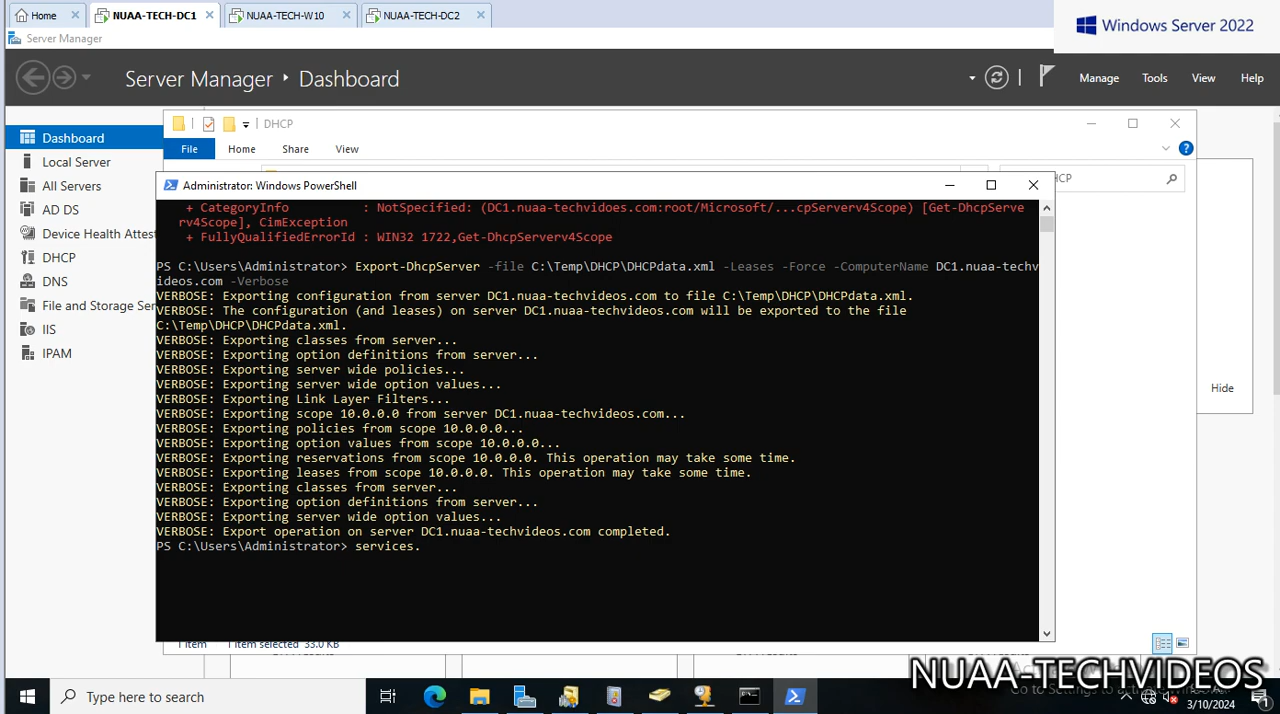 Home
NUAA-TECH-DC1
NUAA-TECH-W10
NUAA-TECH-DC2
Windows Server 2022
Server Manager
Server Manager
Dashboard
Manage
Tools
View
Help
Dashboard
Local Server
All Servers
AD DS
Device Health Attest
DHCP
DNS
File and Storage Ser
IIS
IPAM
DHCP
File
Home
Share
View
Administrator: Windows PowerShell
+ CategoryInfo          : NotSpecified: (DC1.nuaa-techvidoes.com:root/Microsoft/...cpServerv4Scope) [Get-DhcpServe
rv4Scope], CimException
+ FullyQualifiedErrorId : WIN32 1722,Get-DhcpServerv4Scope
PS C:\Users\Administrator> Export-DhcpServer -file C:\Temp\DHCP\DHCPdata.xml -Leases -Force -ComputerName DC1.nuaa-techv
ideos.com -Verbose
VERBOSE: Exporting configuration from server DC1.nuaa-techvideos.com to file C:\Temp\DHCP\DHCPdata.xml.
VERBOSE: The configuration (and leases) on server DC1.nuaa-techvideos.com will be exported to the file
C:\Temp\DHCP\DHCPdata.xml.
VERBOSE: Exporting classes from server...
VERBOSE: Exporting option definitions from server...
VERBOSE: Exporting server wide policies...
VERBOSE: Exporting server wide option values...
VERBOSE: Exporting Link Layer Filters...
VERBOSE: Exporting scope 10.0.0.0 from server DC1.nuaa-techvideos.com...
VERBOSE: Exporting policies from scope 10.0.0.0...
VERBOSE: Exporting option values from scope 10.0.0.0...
VERBOSE: Exporting reservations from scope 10.0.0.0. This operation may take some time.
VERBOSE: Exporting leases from scope 10.0.0.0. This operation may take some time.
VERBOSE: Exporting classes from server...
VERBOSE: Exporting option definitions from server...
VERBOSE: Exporting server wide option values...
VERBOSE: Export operation on server DC1.nuaa-techvideos.com completed.
PS C:\Users\Administrator> services.
Hide
1 item
1 item selected  33.0 KB
NUAA-TECHVIDEOS
Type here to search
3/10/2024
1